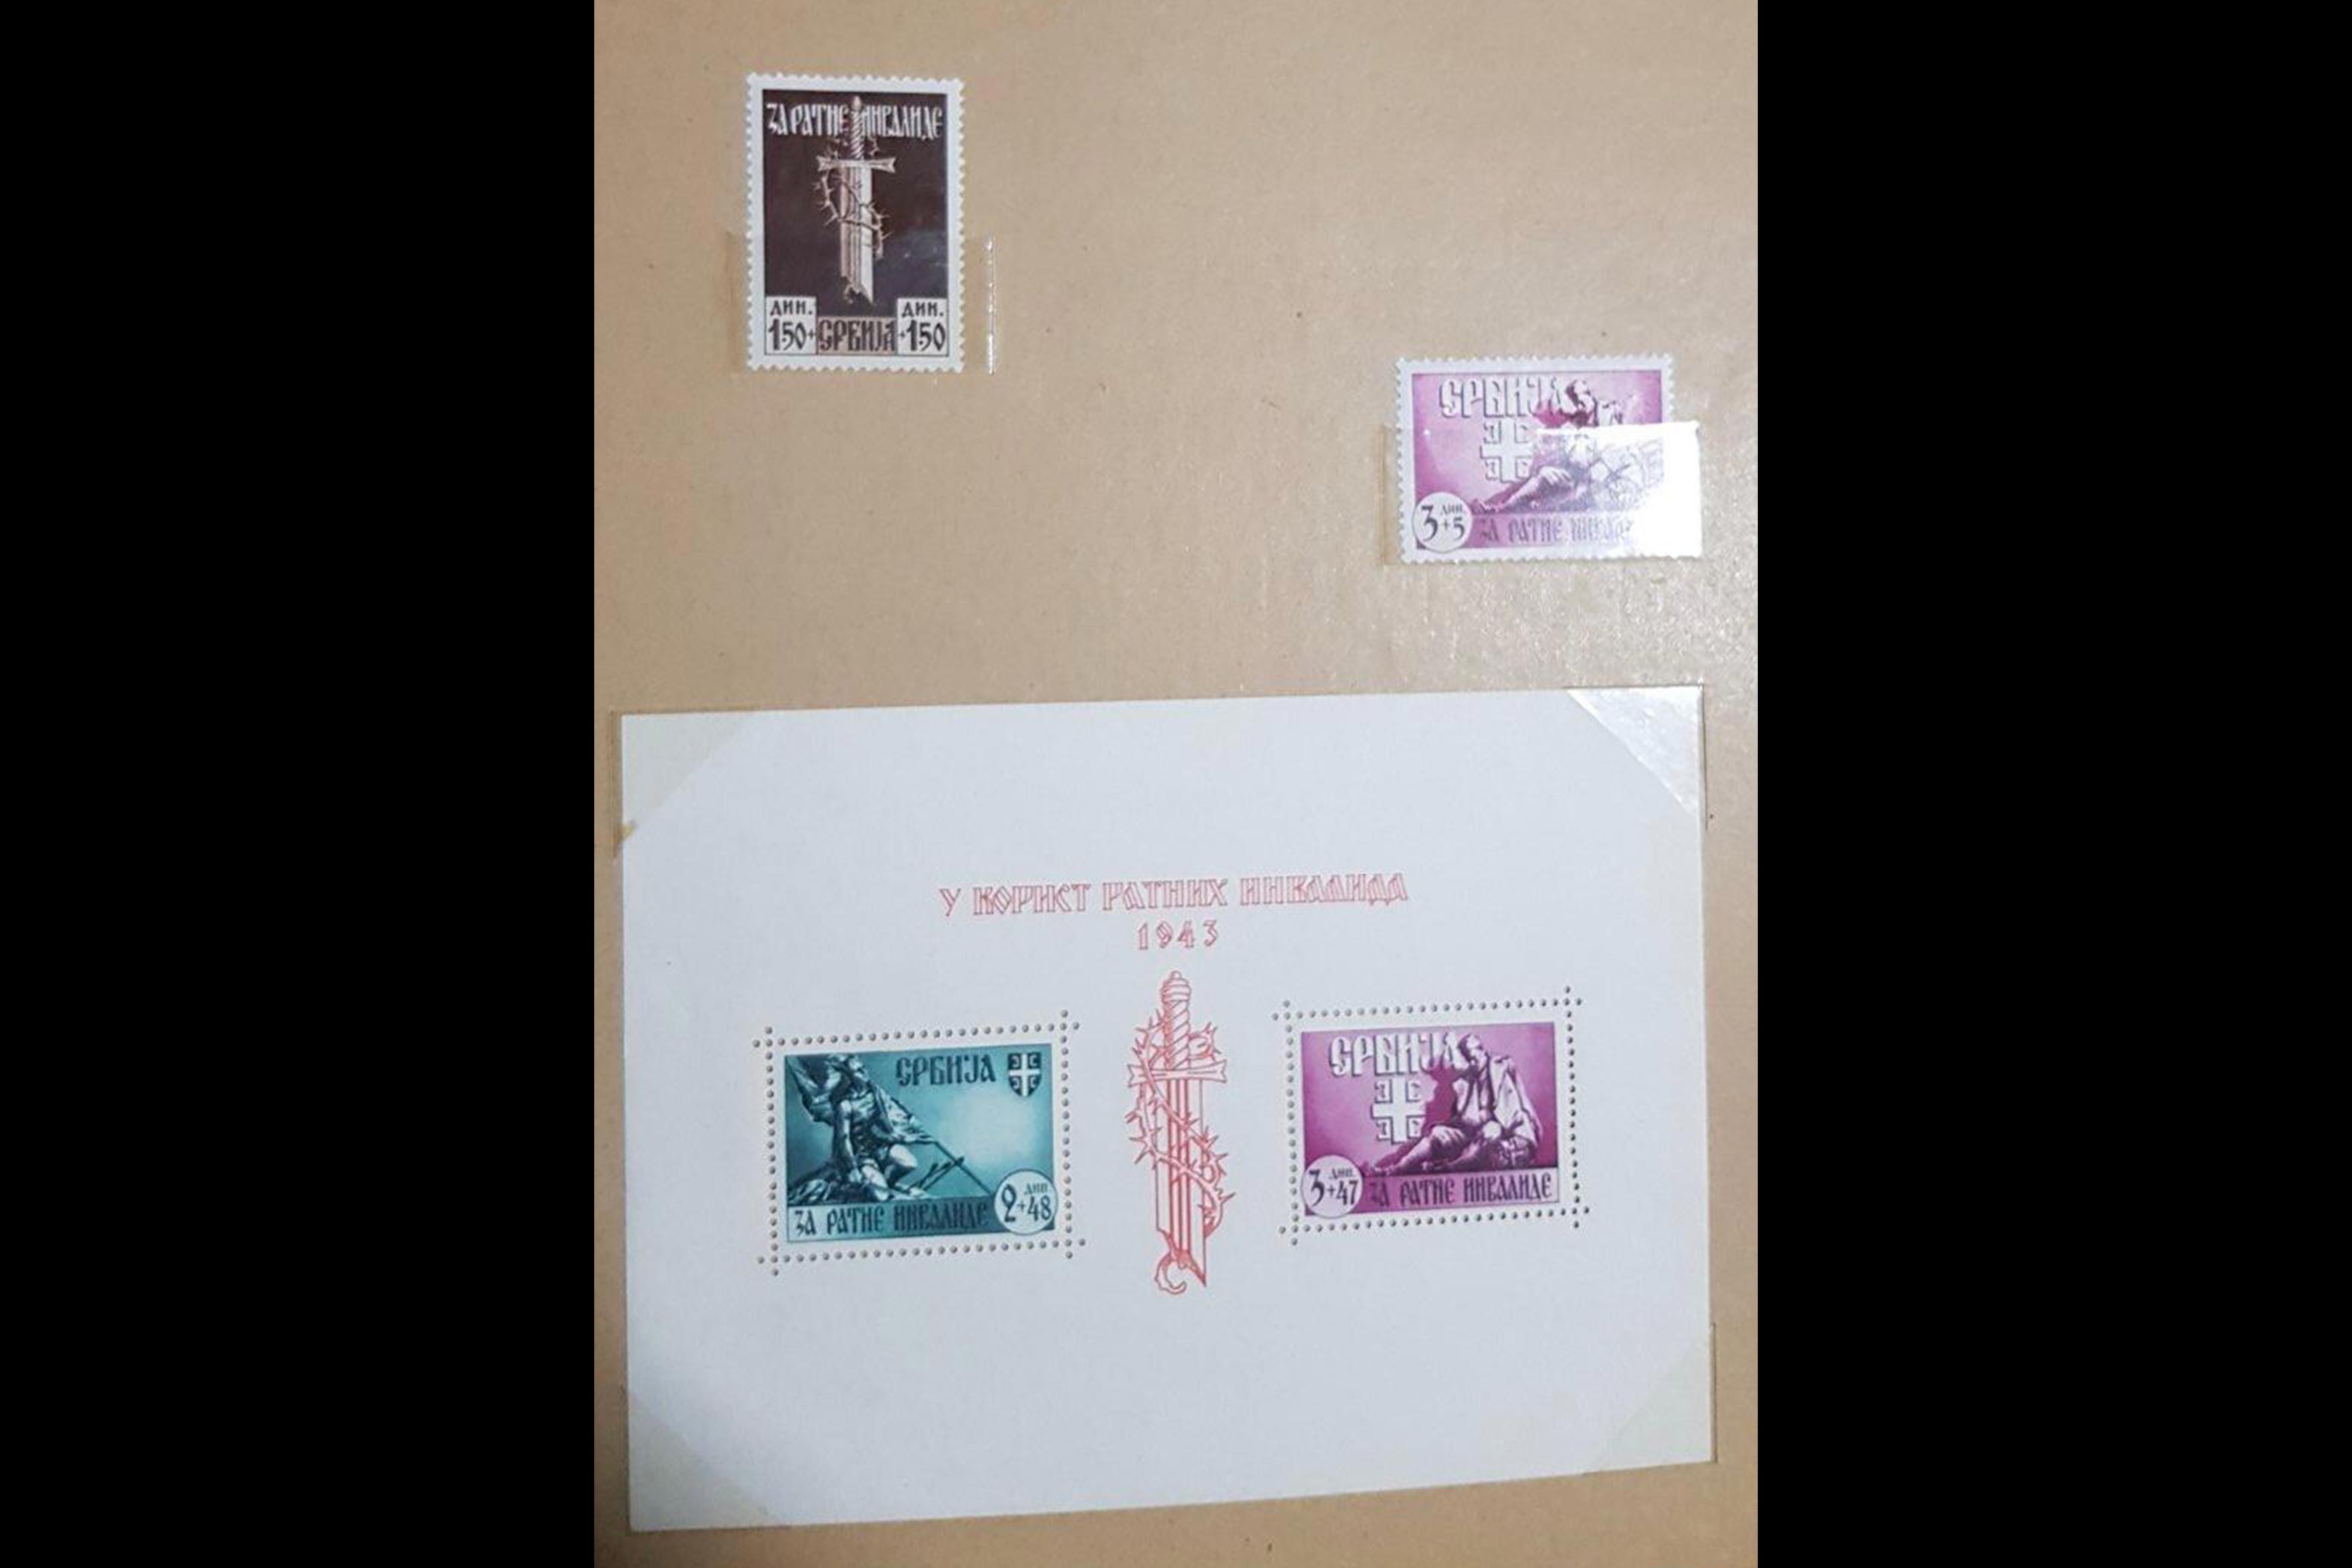 ЗА РАТНЕ ИНВАЛИДЕ
ДИН. ДИН.
1·50+ СРБИЈА +1·50
СРБИЈА
С С
С С
3 ДИН. +5 ЗА РАТНЕ
У КОРИСТ РАТНИХ ИНВАЛИДА
1943
СРБИЈА
С С
С С
ЗА РАТНЕ ИНВАЛИДЕ 2 ДИН. +48
СРБИЈА
С С
С С
3 ДИН. +47 ЗА РАТНЕ ИНВАЛИДЕ